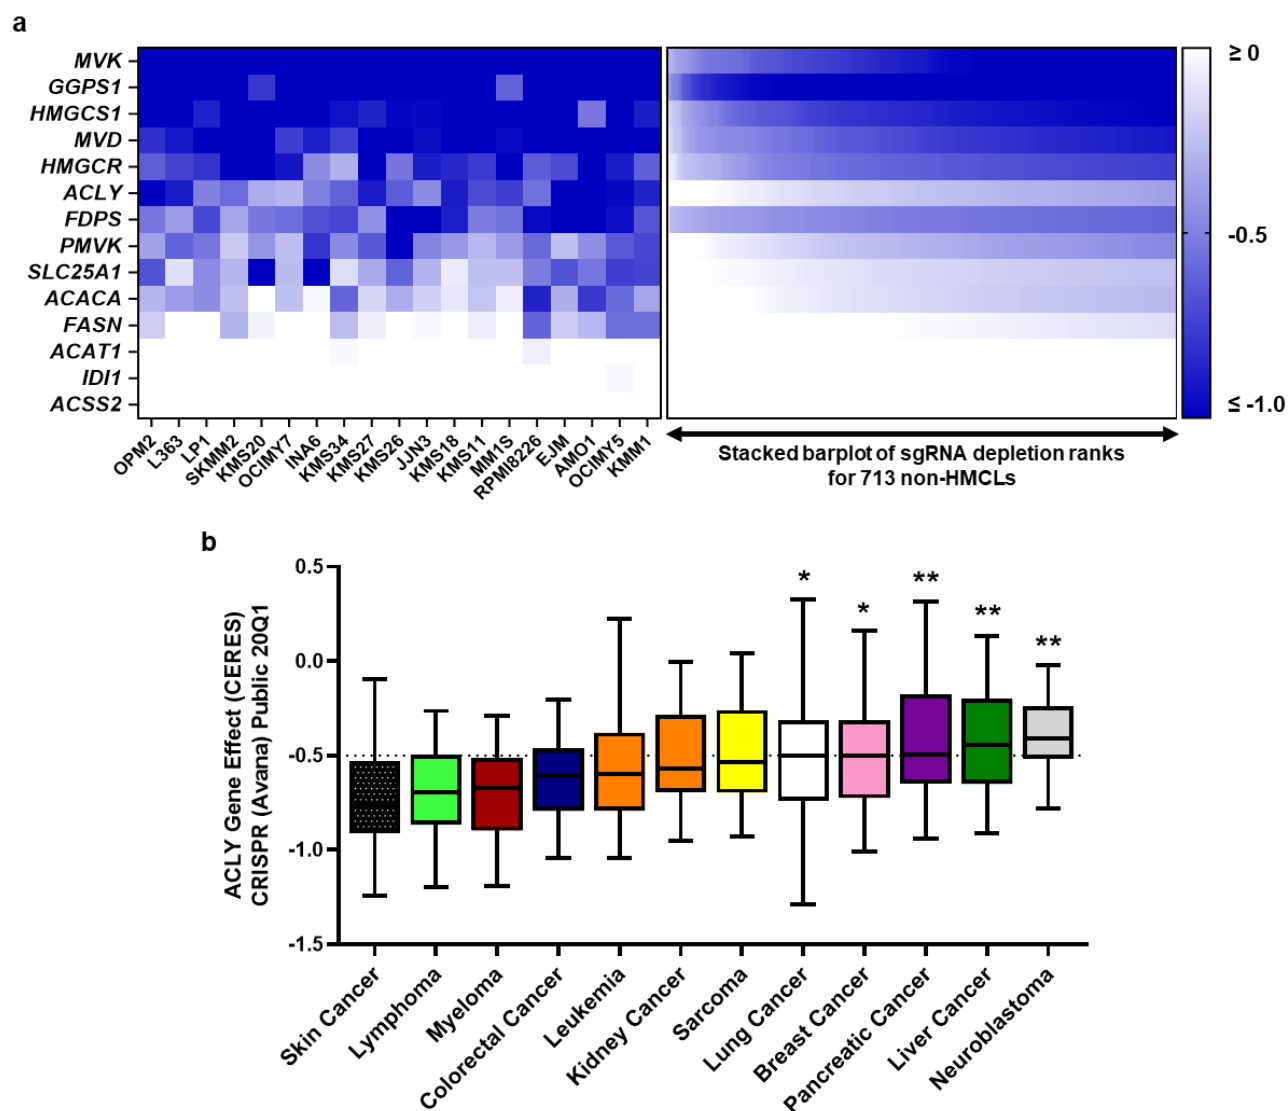 a
MVK
GGPS1
HMGCS1
MVD
HMGCR
ACLY
FDPS
PMVK
SLC25A1
ACACA
FASN
ACAT1
IDI1
ACSS2
≥ 0
-0.5
≤ -1.0
OPM2
L363
LP1
SKMM2
KMS20
OCIMY7
INA6
KMS34
KMS27
KMS26
JJN3
KMS18
KMS11
MM1S
RPMI8226
EJM
AMO1
OCIMY5
KMM1
Stacked barplot of sgRNA depletion ranks
for 713 non-HMCLs
b
ACLY Gene Effect (CERES)
CRISPR (Avana) Public 20Q1
0.5
0.0
-0.5
-1.0
-1.5
*
*
**
**
**
Skin Cancer
Lymphoma
Myeloma
Colorectal Cancer
Leukemia
Kidney Cancer
Sarcoma
Lung Cancer
Breast Cancer
Pancreatic Cancer
Liver Cancer
Neuroblastoma